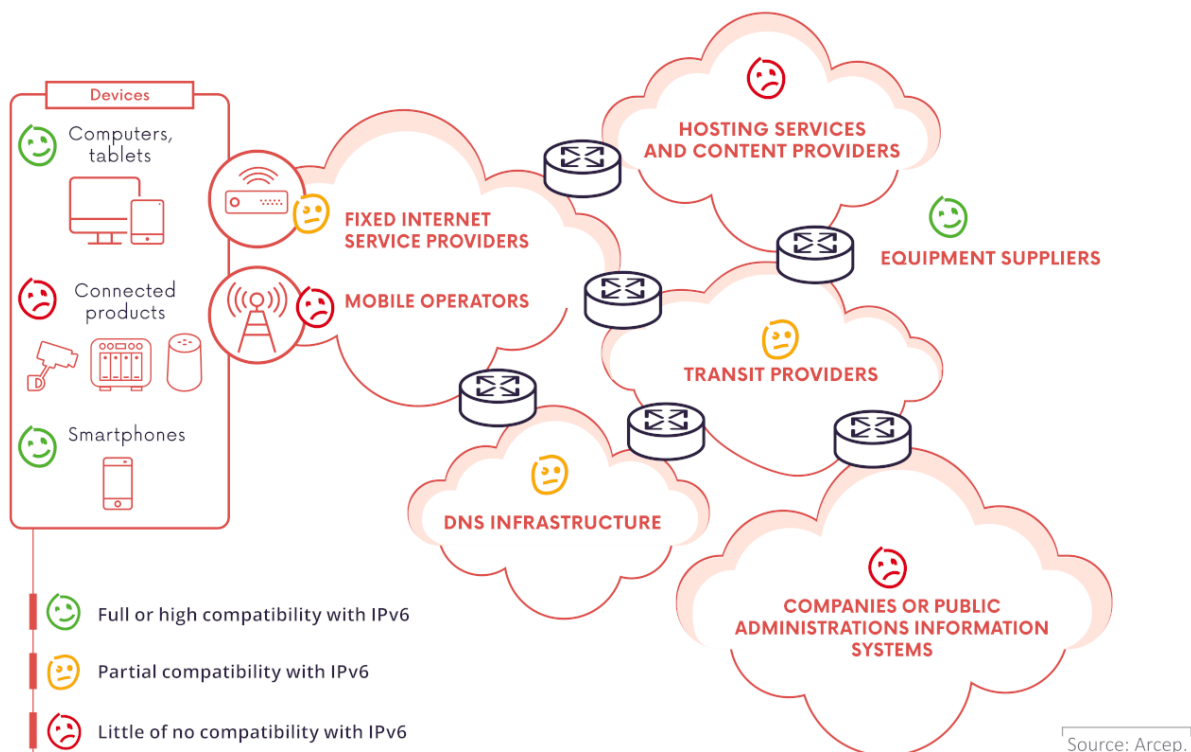 Devices
Computers,
tablets
Connected
products
Smartphones
FIXED INTERNET
SERVICE PROVIDERS
MOBILE OPERATORS
HOSTING SERVICES
AND CONTENT PROVIDERS
EQUIPMENT SUPPLIERS
TRANSIT PROVIDERS
DNS INFRASTRUCTURE
COMPANIES OR PUBLIC
ADMINISTRATIONS INFORMATION
SYSTEMS
Full or high compatibility with IPv6
Partial compatibility with IPv6
Little of no compatibility with IPv6
Source: Arcep.